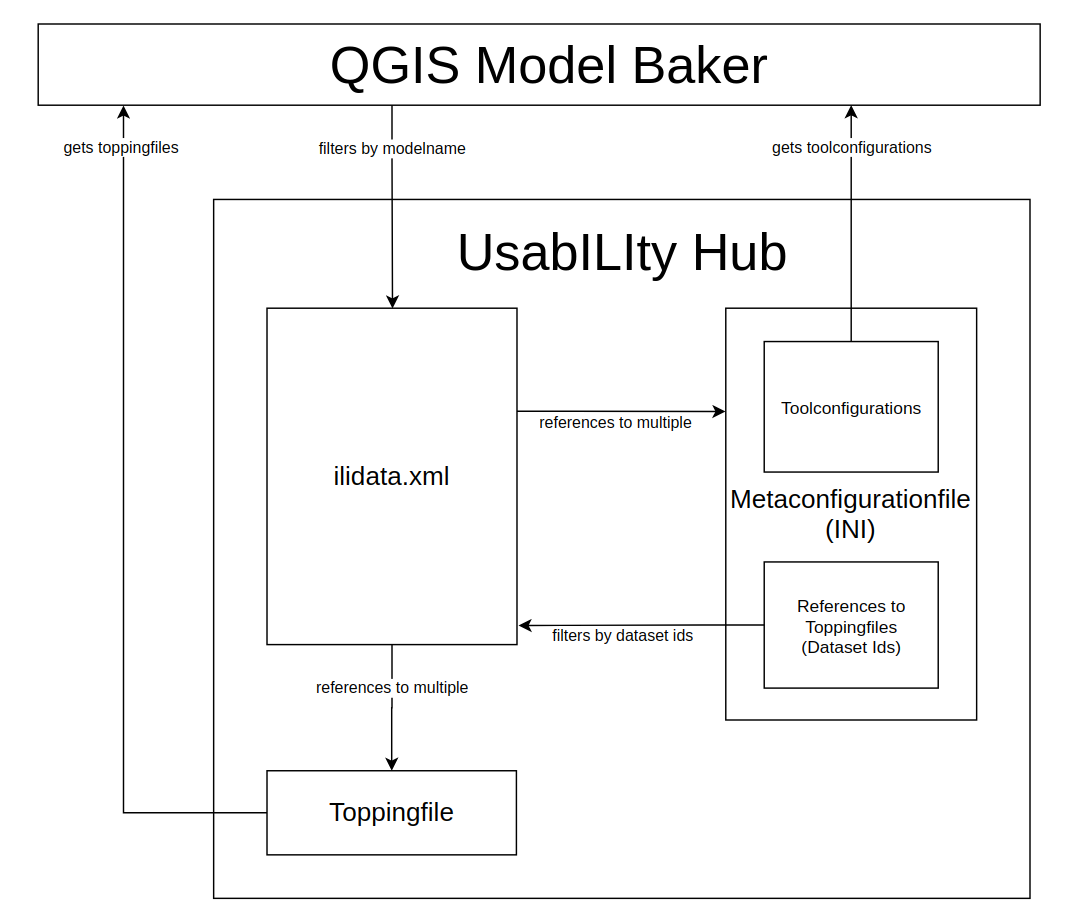 QGIS Model Baker
gets toppingfiles
filters by modelname
gets toolconfigurations
UsabILIty Hub
Toolconfigurations
references to multiple
ilidata.xml
Metaconfigurationfile
(INI)
References to
Toppingfiles
(Dataset Ids)
filters by dataset ids
references to multiple
Toppingfile